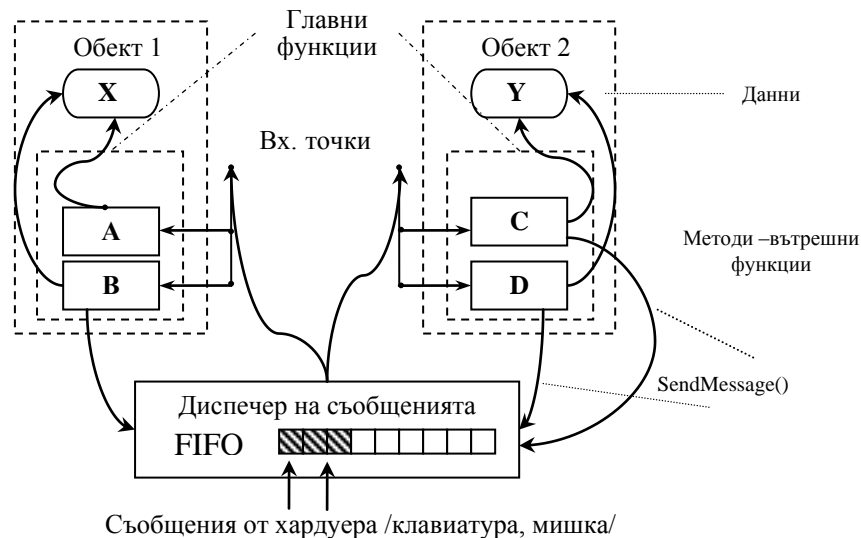 Главни
функции
Обект 1
Обект 2
X
Y
Данни
Вх. точки
A
B
C
D
Методи –вътрешни
функции
SendMessage()
Диспечер на съобщенията
FIFO
Съобщения от хардуера /клавиатура, мишка/